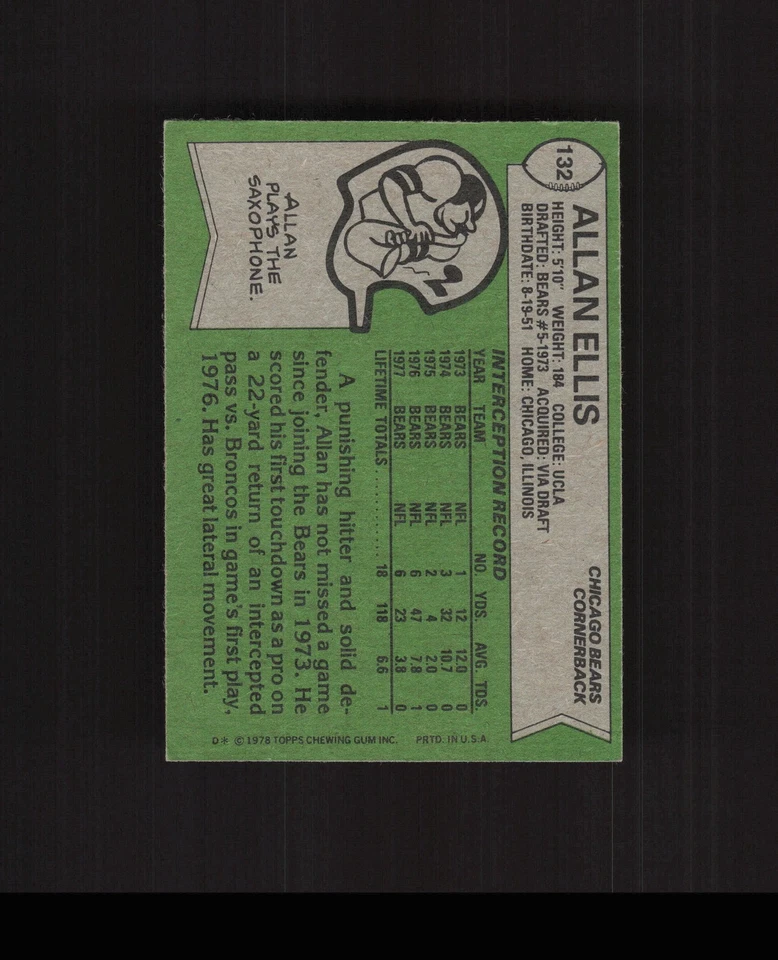 132
ALLAN ELLIS
CHICAGO BEARS
CORNERBACK
HEIGHT: 5'10" WEIGHT: 184 COLLEGE: UCLA
DRAFTED: BEARS #5-1973 ACQUIRED: VIA DRAFT
BIRTHDATE: 8-19-51 HOME: CHICAGO, ILLINOIS
ALLAN
PLAYS THE
SAXOPHONE.
INTERCEPTION RECORD
YEAR TEAM NO. YDS. AVG. TDS.
1973 BEARS NFL 1 12 12.0 0
1974 BEARS NFL 3 32 10.7 0
1975 BEARS NFL 2 4 2.0 0
1976 BEARS NFL 6 47 7.8 1
1977 BEARS NFL 6 23 3.8 0
LIFETIME TOTALS .......... 18 118 6.6 1
A punishing hitter and solid de-
fender, Allan has not missed a game
since joining the Bears in 1973. He
scored his first touchdown as a pro on
a 22-yard return of an intercepted
pass vs. Broncos in game's first play,
1976. Has great lateral movement.
D* © 1978 TOPPS CHEWING GUM INC. PRTD. IN U.S.A.